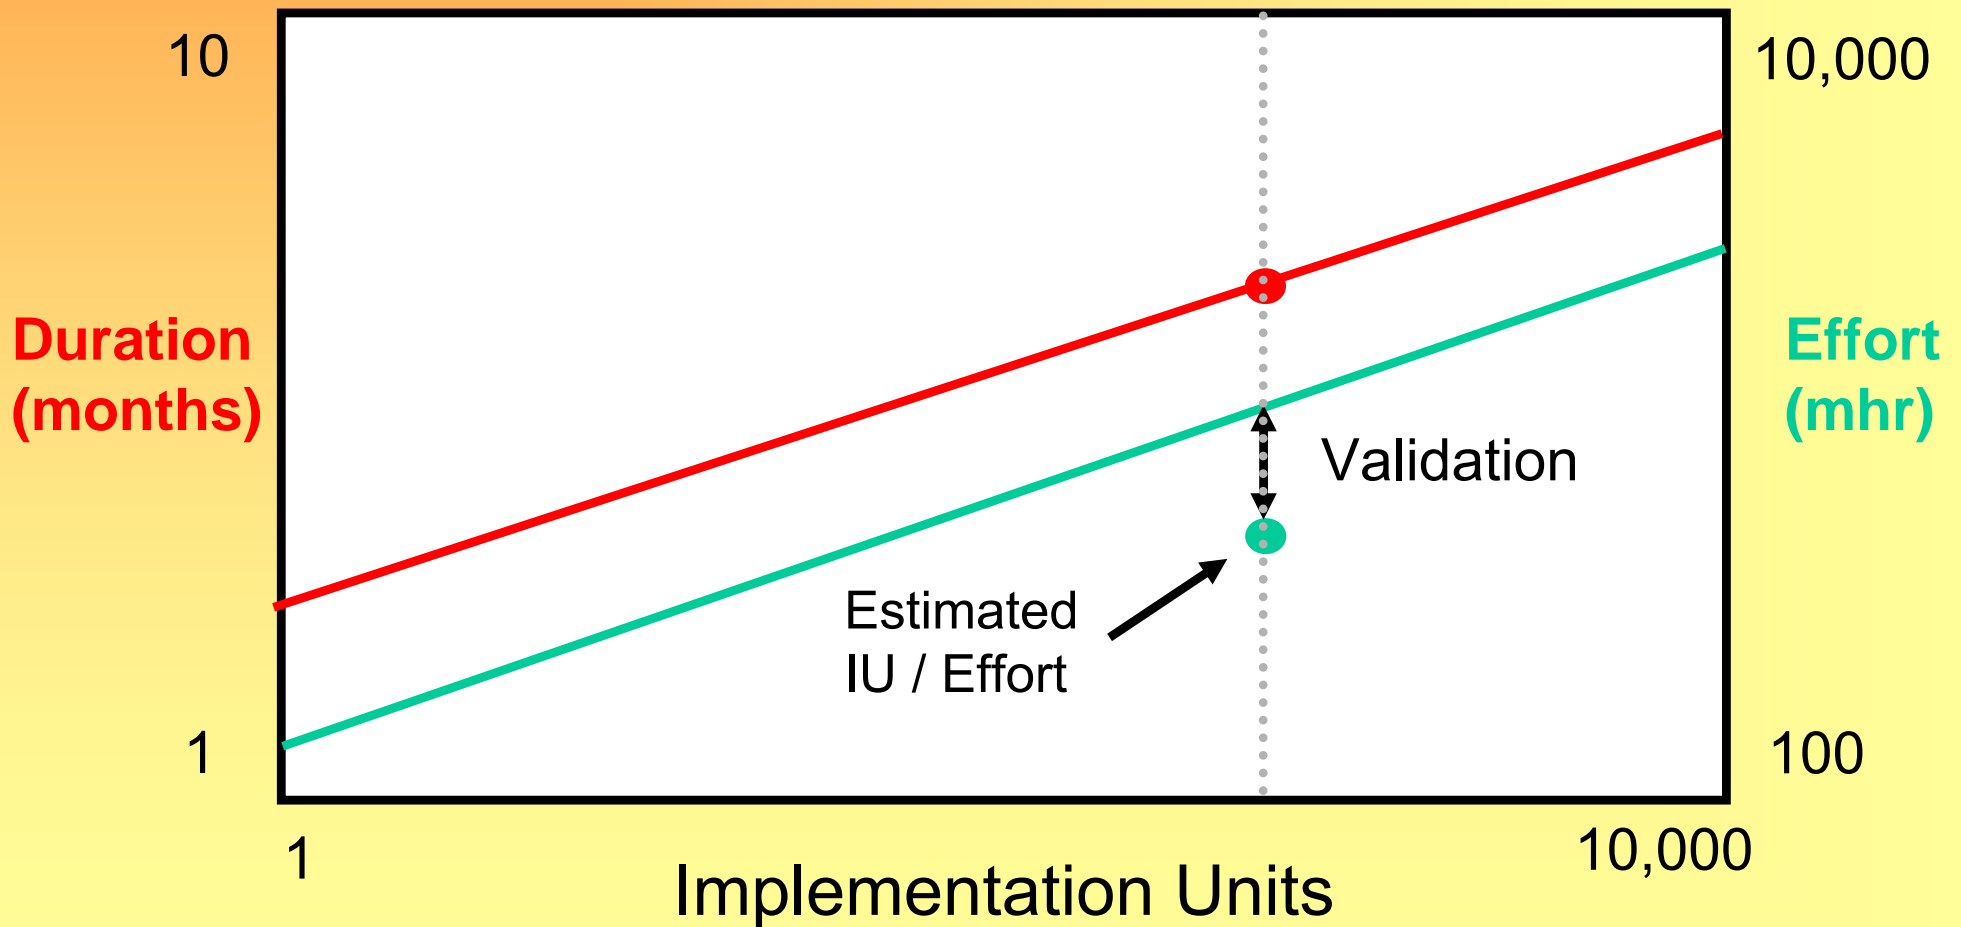 10
10,000
Duration
(months)
Effort
(mhr)
Validation
Estimated
IU / Effort
1
100
1
10,000
Implementation Units